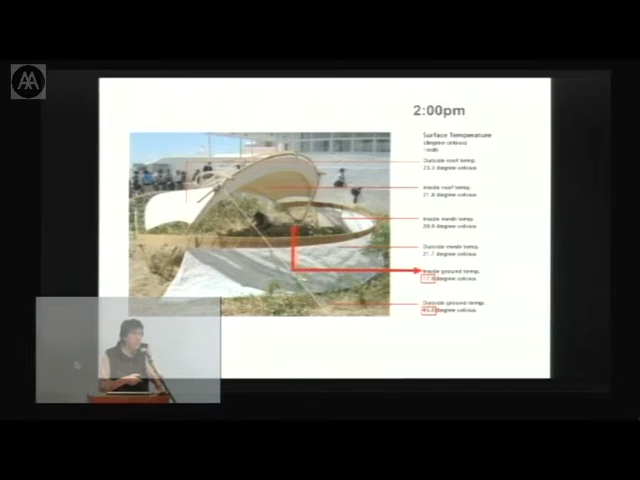 AA
2:00pm
Surface Temperature
(degree celsius)
Outside roof temp.
23.2 degree celsius
Inside roof temp.
21.8 degree celsius
Inside mesh temp.
degree celsius
Outside mesh temp.
21.7 degree celsius
Inside ground temp.
degree celsius
Outside ground temp.
degree celsius